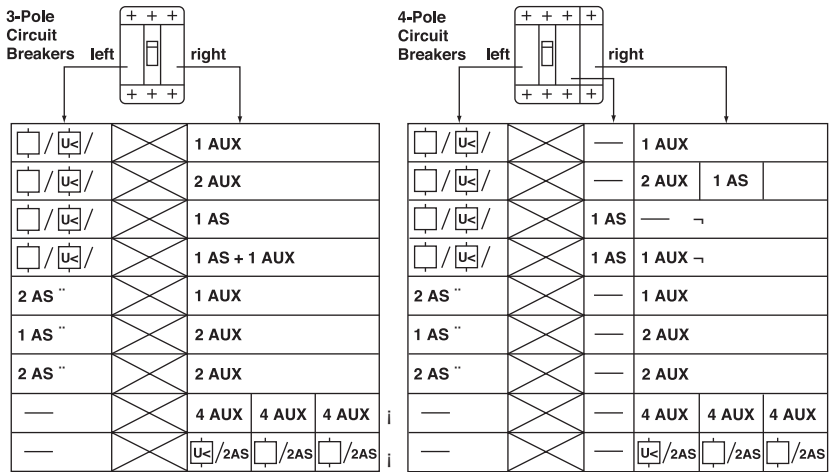 3-Pole
Circuit
Breakers left right
4-Pole
Circuit
Breakers left right
/ U< / 1 AUX
/ U< / 2 AUX
/ U< / 1 AS
/ U< / 1 AS + 1 AUX
2 AS ¨ 1 AUX
1 AS ¨ 2 AUX
2 AS ¨ 2 AUX
— 4 AUX 4 AUX 4 AUX ¡
— U< /2AS /2AS /2AS ¡
/ U< / — 1 AUX
/ U< / — 2 AUX 1 AS
/ U< / 1 AS — ¬
/ U< / 1 AS 1 AUX ¬
2 AS ¨ — 1 AUX
1 AS ¨ — 2 AUX
2 AS ¨ — 2 AUX
— — 4 AUX 4 AUX 4 AUX
— — U< /2AS /2AS /2AS